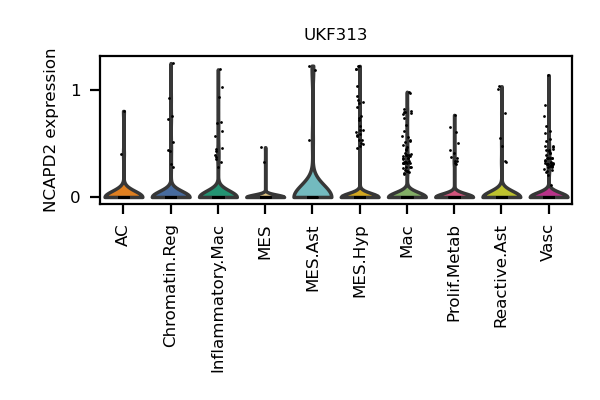 UKF313
NCAPD2 expression
1
0
AC
Chromatin.Reg
Inflammatory.Mac
MES
MES.Ast
MES.Hyp
Mac
Prolif.Metab
Reactive.Ast
Vasc